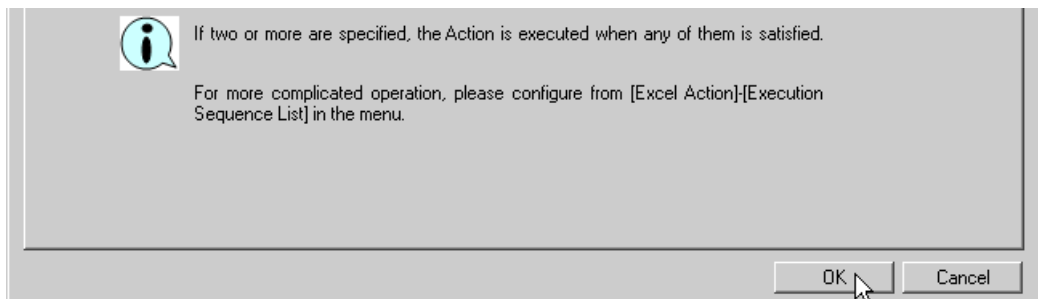 If two or more are specified, the Action is executed when any of them is satisfied.
For more complicated operation, please configure from [Excel Action]-[Execution
Sequence List] in the menu.
OK
Cancel